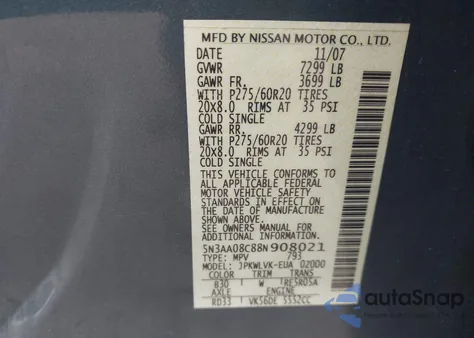 MFD BY NISSAN MOTOR CO., LTD.
DATE 11/07
GVWR 7299 LB
GAWR FR. 3699 LB
WITH P275/60R20 TIRES
20x8.0 RIMS AT 35 PSI
COLD SINGLE
GAWR RR. 4299 LB
WITH P275/60R20 TIRES
20x8.0 RIMS AT 35 PSI
COLD SINGLE
THIS VEHICLE CONFORMS TO
ALL APPLICABLE FEDERAL
MOTOR VEHICLE SAFETY
STANDARDS IN EFFECT ON
THE DATE OF MANUFACTURE
SHOWN ABOVE.
SEE OWNERS MANUAL FOR
ADDITIONAL INFORMATION
5N3AA08C88N908021
TYPE: MPV 793
MODEL: JPKWLVK-EUA 020D0
COLOR TRIM TRANS
B30 W RE5R05A
AXLE ENGINE
RD33 VK56DE 5552CC
autoSnap